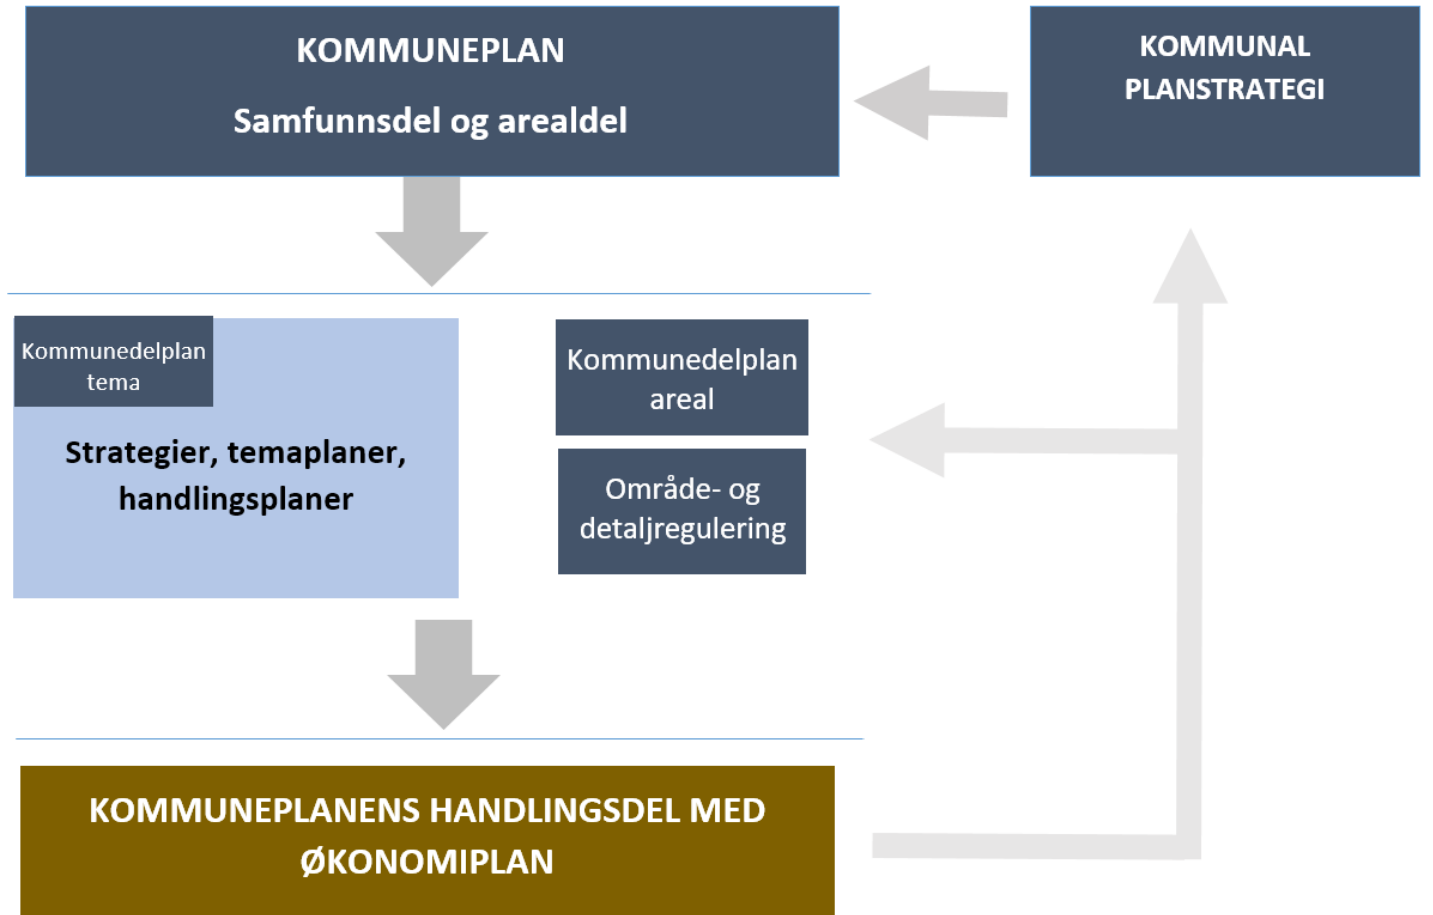 KOMMUNEPLAN
Samfunnsdel og arealdel
KOMMUNAL
PLANSTRATEGI
Kommunedelplan
tema
Strategier, temaplaner,
handlingsplaner
Kommunedelplan
areal
Område- og
detaljregulering
KOMMUNEPLANENS HANDLINGSDEL MED
ØKONOMIPLAN